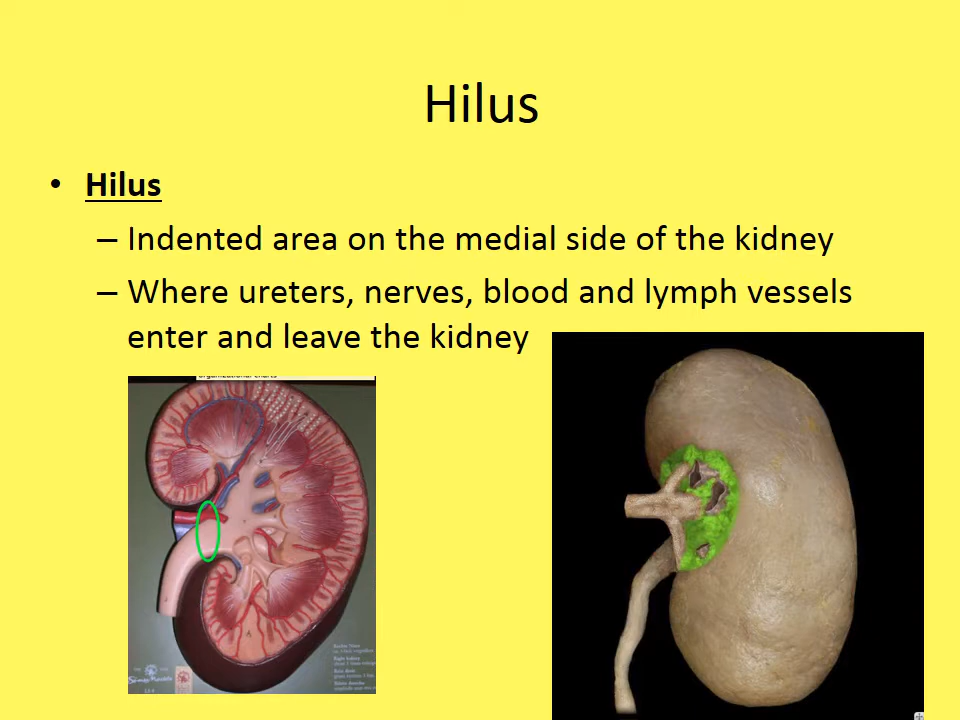 Hilus
• Hilus
– Indented area on the medial side of the kidney
– Where ureters, nerves, blood and lymph vessels
enter and leave the kidney